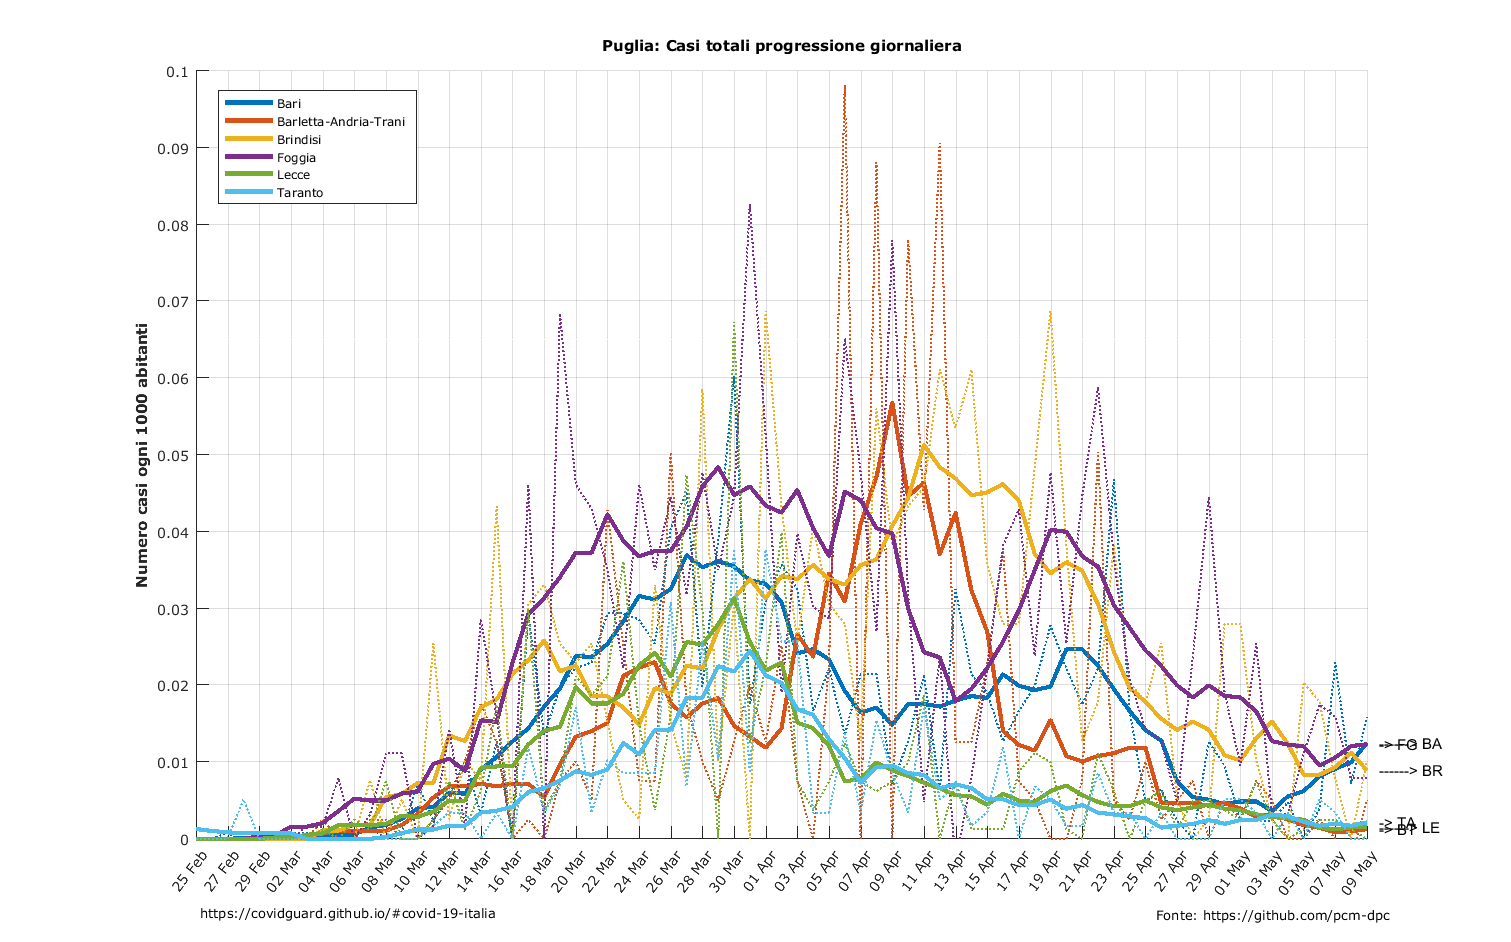 Puglia: Casi totali progressione giornaliera
Numero casi ogni 1000 abitanti
0.1
0.09
0.08
0.07
0.06
0.05
0.04
0.03
0.02
0.01
0
Bari
Barletta-Andria-Trani
Brindisi
Foggia
Lecce
Taranto
-> FG
------> BA
------> BR
-> TA
-> BT
------> LE
25 Feb
27 Feb
29 Feb
02 Mar
04 Mar
06 Mar
08 Mar
10 Mar
12 Mar
14 Mar
16 Mar
18 Mar
20 Mar
22 Mar
24 Mar
26 Mar
28 Mar
30 Mar
01 Apr
03 Apr
05 Apr
07 Apr
09 Apr
11 Apr
13 Apr
15 Apr
17 Apr
19 Apr
21 Apr
23 Apr
25 Apr
27 Apr
29 Apr
01 May
03 May
05 May
07 May
09 May
https://covidguard.github.io/#covid-19-italia
Fonte: https://github.com/pcm-dpc